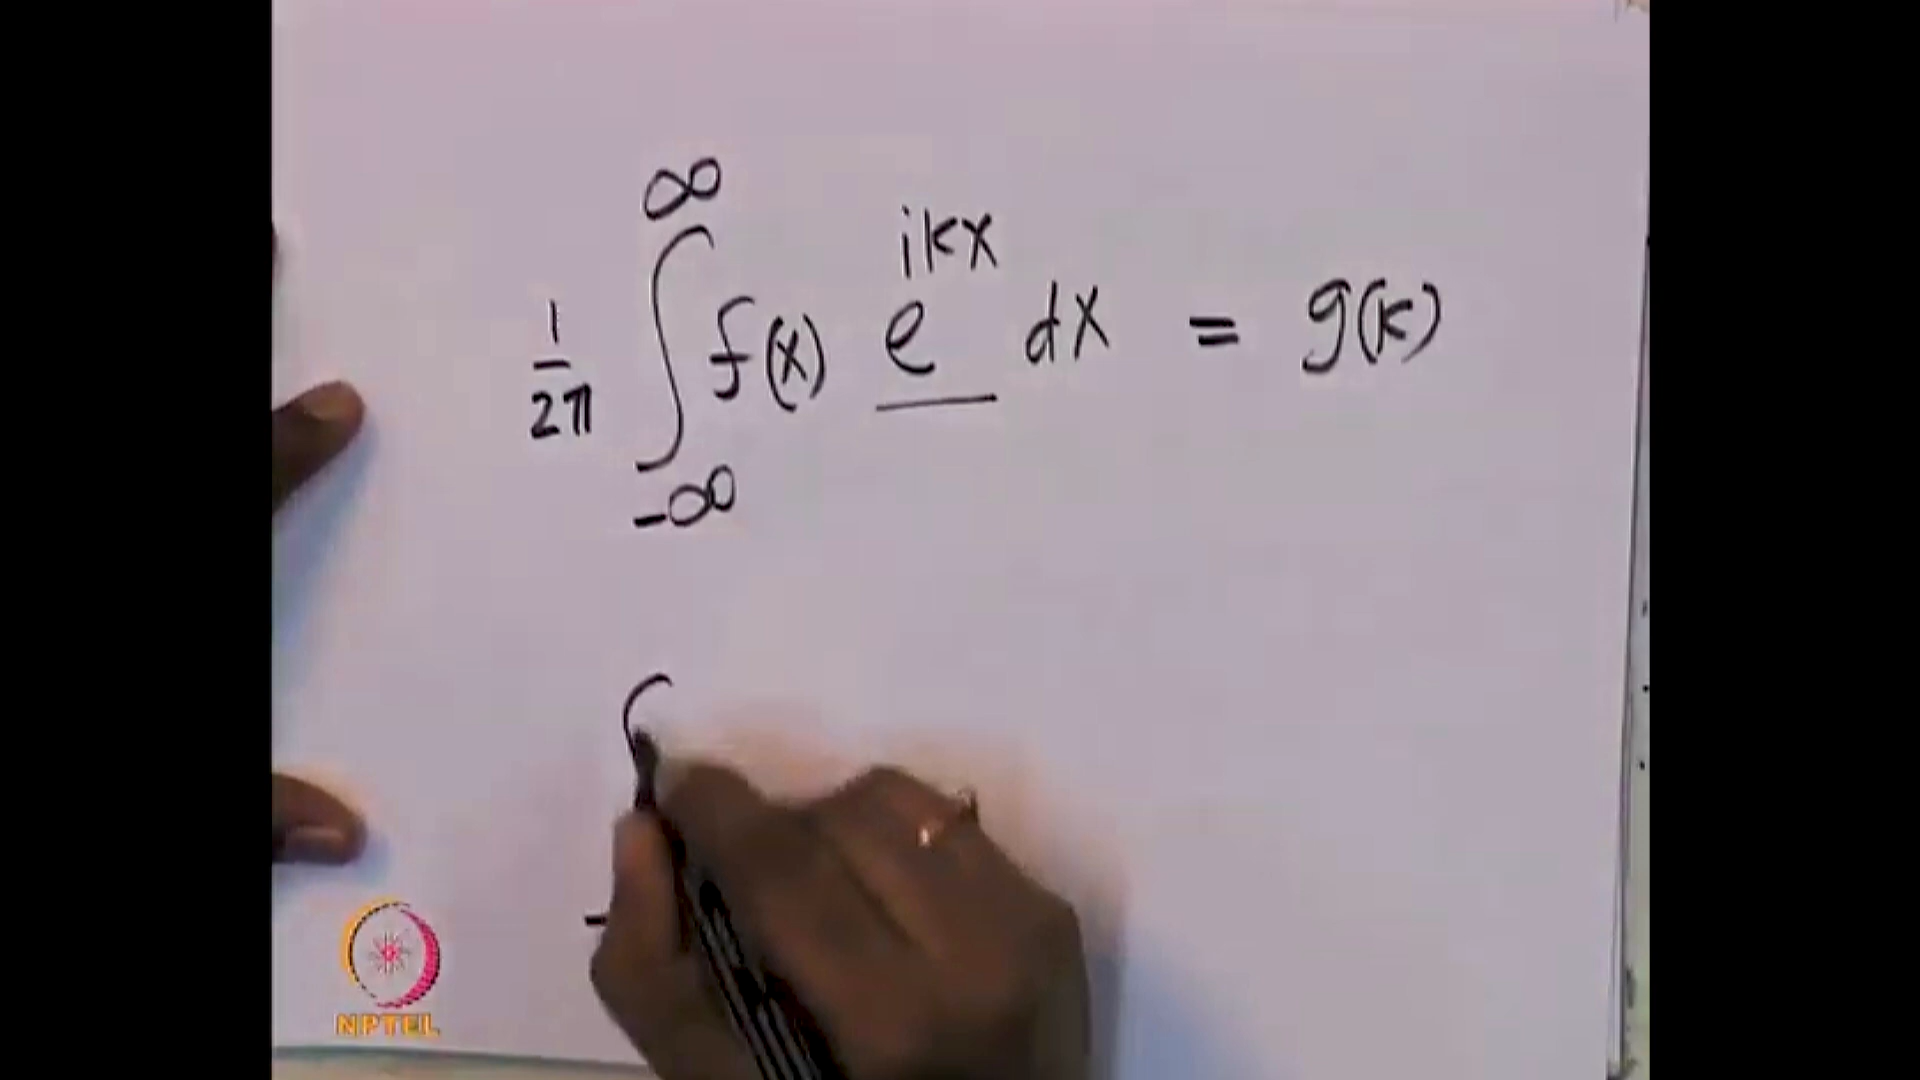 1/2π ∫_{-∞}^{∞} f(x) e^{ikx} dx = g(k)
∫
NPTEL